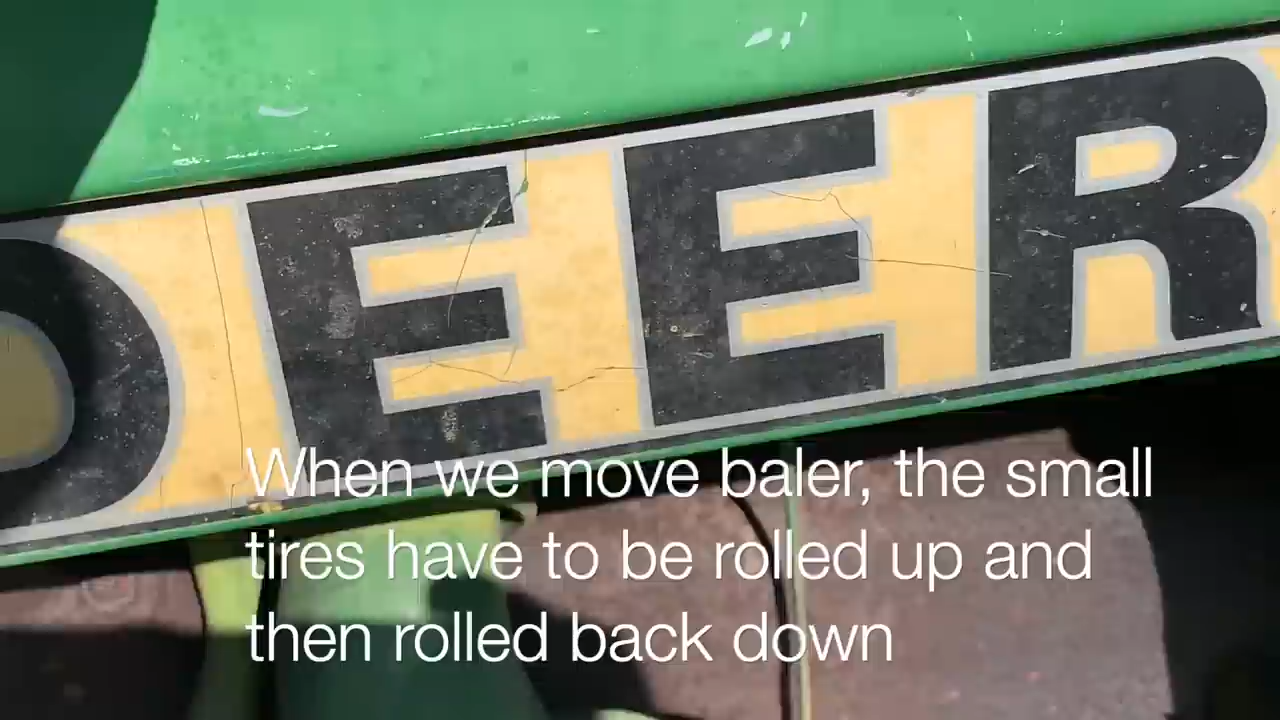 DEER
When we move baler, the small
tires have to be rolled up and
then rolled back down